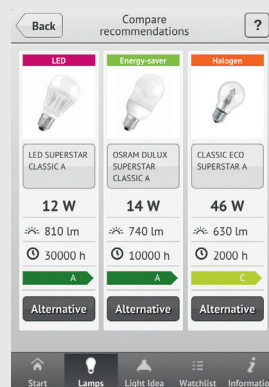 Back
Compare
recommendations
?
LED
Energy-saver
Halogen
LED SUPERSTAR
CLASSIC A
OSRAM DULUX
SUPERSTAR
CLASSIC A
CLASSIC ECO
SUPERSTAR A
12 W
14 W
46 W
810 lm
740 lm
630 lm
30000 h
10000 h
2000 h
A
A
C
Alternative
Alternative
Alternative
Start
Lamps
Light Idea
Watchlist
Informatio